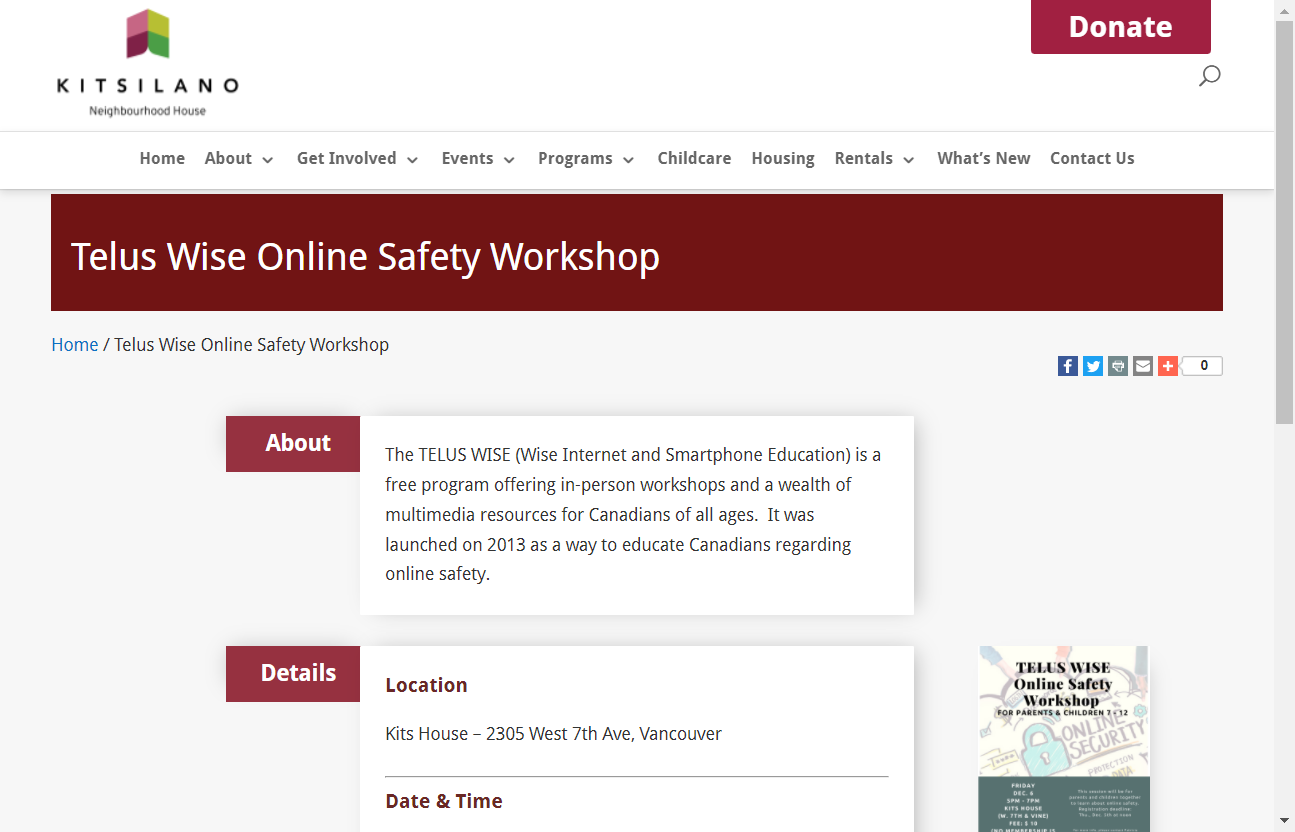 Donate
KITSILANO
Neighbourhood House
Home About Get Involved Events Programs Childcare Housing Rentals What's New Contact Us
Telus Wise Online Safety Workshop
Home / Telus Wise Online Safety Workshop
0
About
The TELUS WISE (Wise Internet and Smartphone Education) is a
free program offering in-person workshops and a wealth of
multimedia resources for Canadians of all ages.  It was
launched on 2013 as a way to educate Canadians regarding
online safety.
Details
Location
Kits House – 2305 West 7th Ave, Vancouver
Date & Time
TELUS WISE
Online Safety
Workshop
FOR PARENTS & CHILDREN 7 - 12
ONLINE
SECURITY
PROTECTION
DATA
FRIDAY
DEC. 6
5PM - 7PM
KITS HOUSE
(W. 7TH & VINE)
FEE: $ 10
(NO MEMBERSHIP IS
This session will be for
parents and children together
to learn about online safety.
Registration deadline:
Thu., Dec. 5th at noon